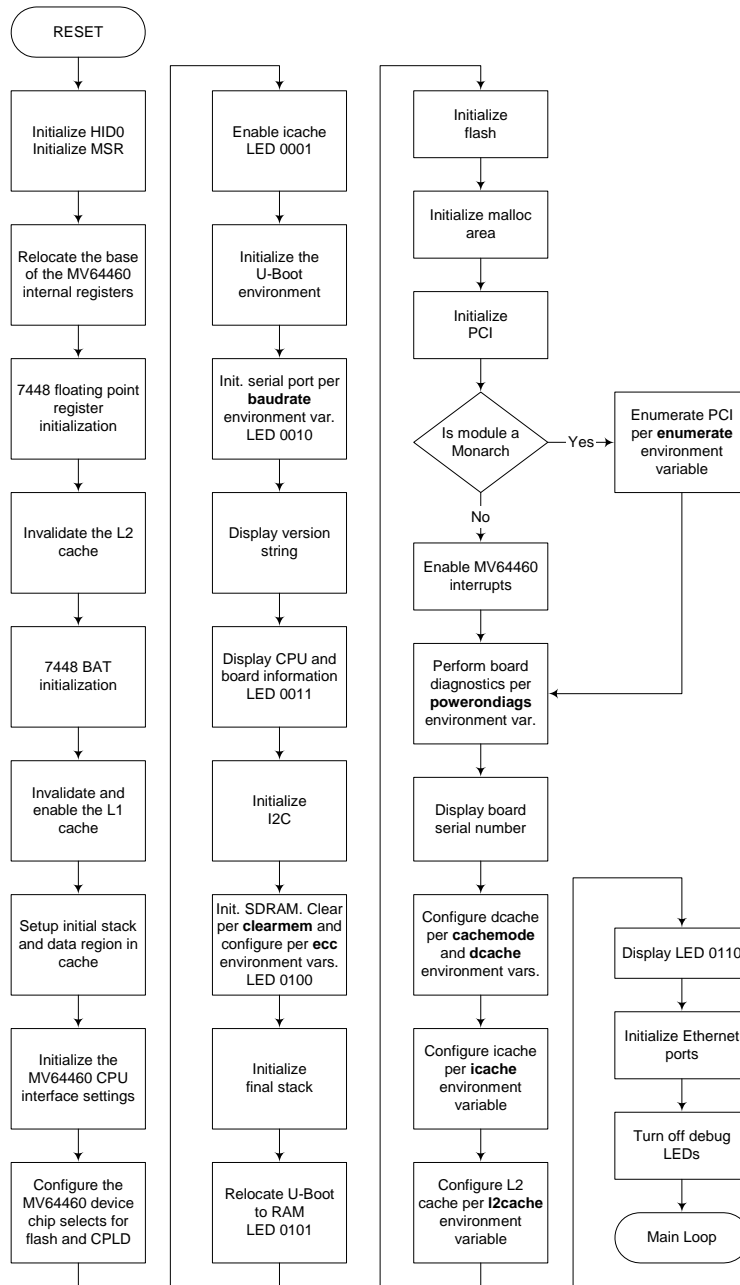 RESET
Initialize HID0
Initialize MSR
Relocate the base
of the MV64460
internal registers
7448 floating point
register
initialization
Invalidate the L2
cache
7448 BAT
initialization
Invalidate and
enable the L1
cache
Setup initial stack
and data region in
cache
Initialize the
MV64460 CPU
interface settings
Configure the
MV64460 device
chip selects for
flash and CPLD
Enable icache
LED 0001
Initialize the
U-Boot
environment
Init. serial port per
baudrate
environment var.
LED 0010
Display version
string
Display CPU and
board information
LED 0011
Initialize
I2C
Init. SDRAM. Clear
per clearmem and
configure per ecc
environment vars.
LED 0100
Initialize
final stack
Relocate U-Boot
to RAM
LED 0101
Initialize
flash
Initialize malloc
area
Initialize
PCI
Is module a
Monarch
Yes
Enumerate PCI
per enumerate
environment
variable
No
Enable MV64460
interrupts
Perform board
diagnostics per
powerondiags
environment var.
Display board
serial number
Configure dcache
per cachemode
and dcache
environment vars.
Configure icache
per icache
environment
variable
Configure L2
cache per l2cache
environment
variable
Display LED 0110
Initialize Ethernet
ports
Turn off debug
LEDs
Main Loop